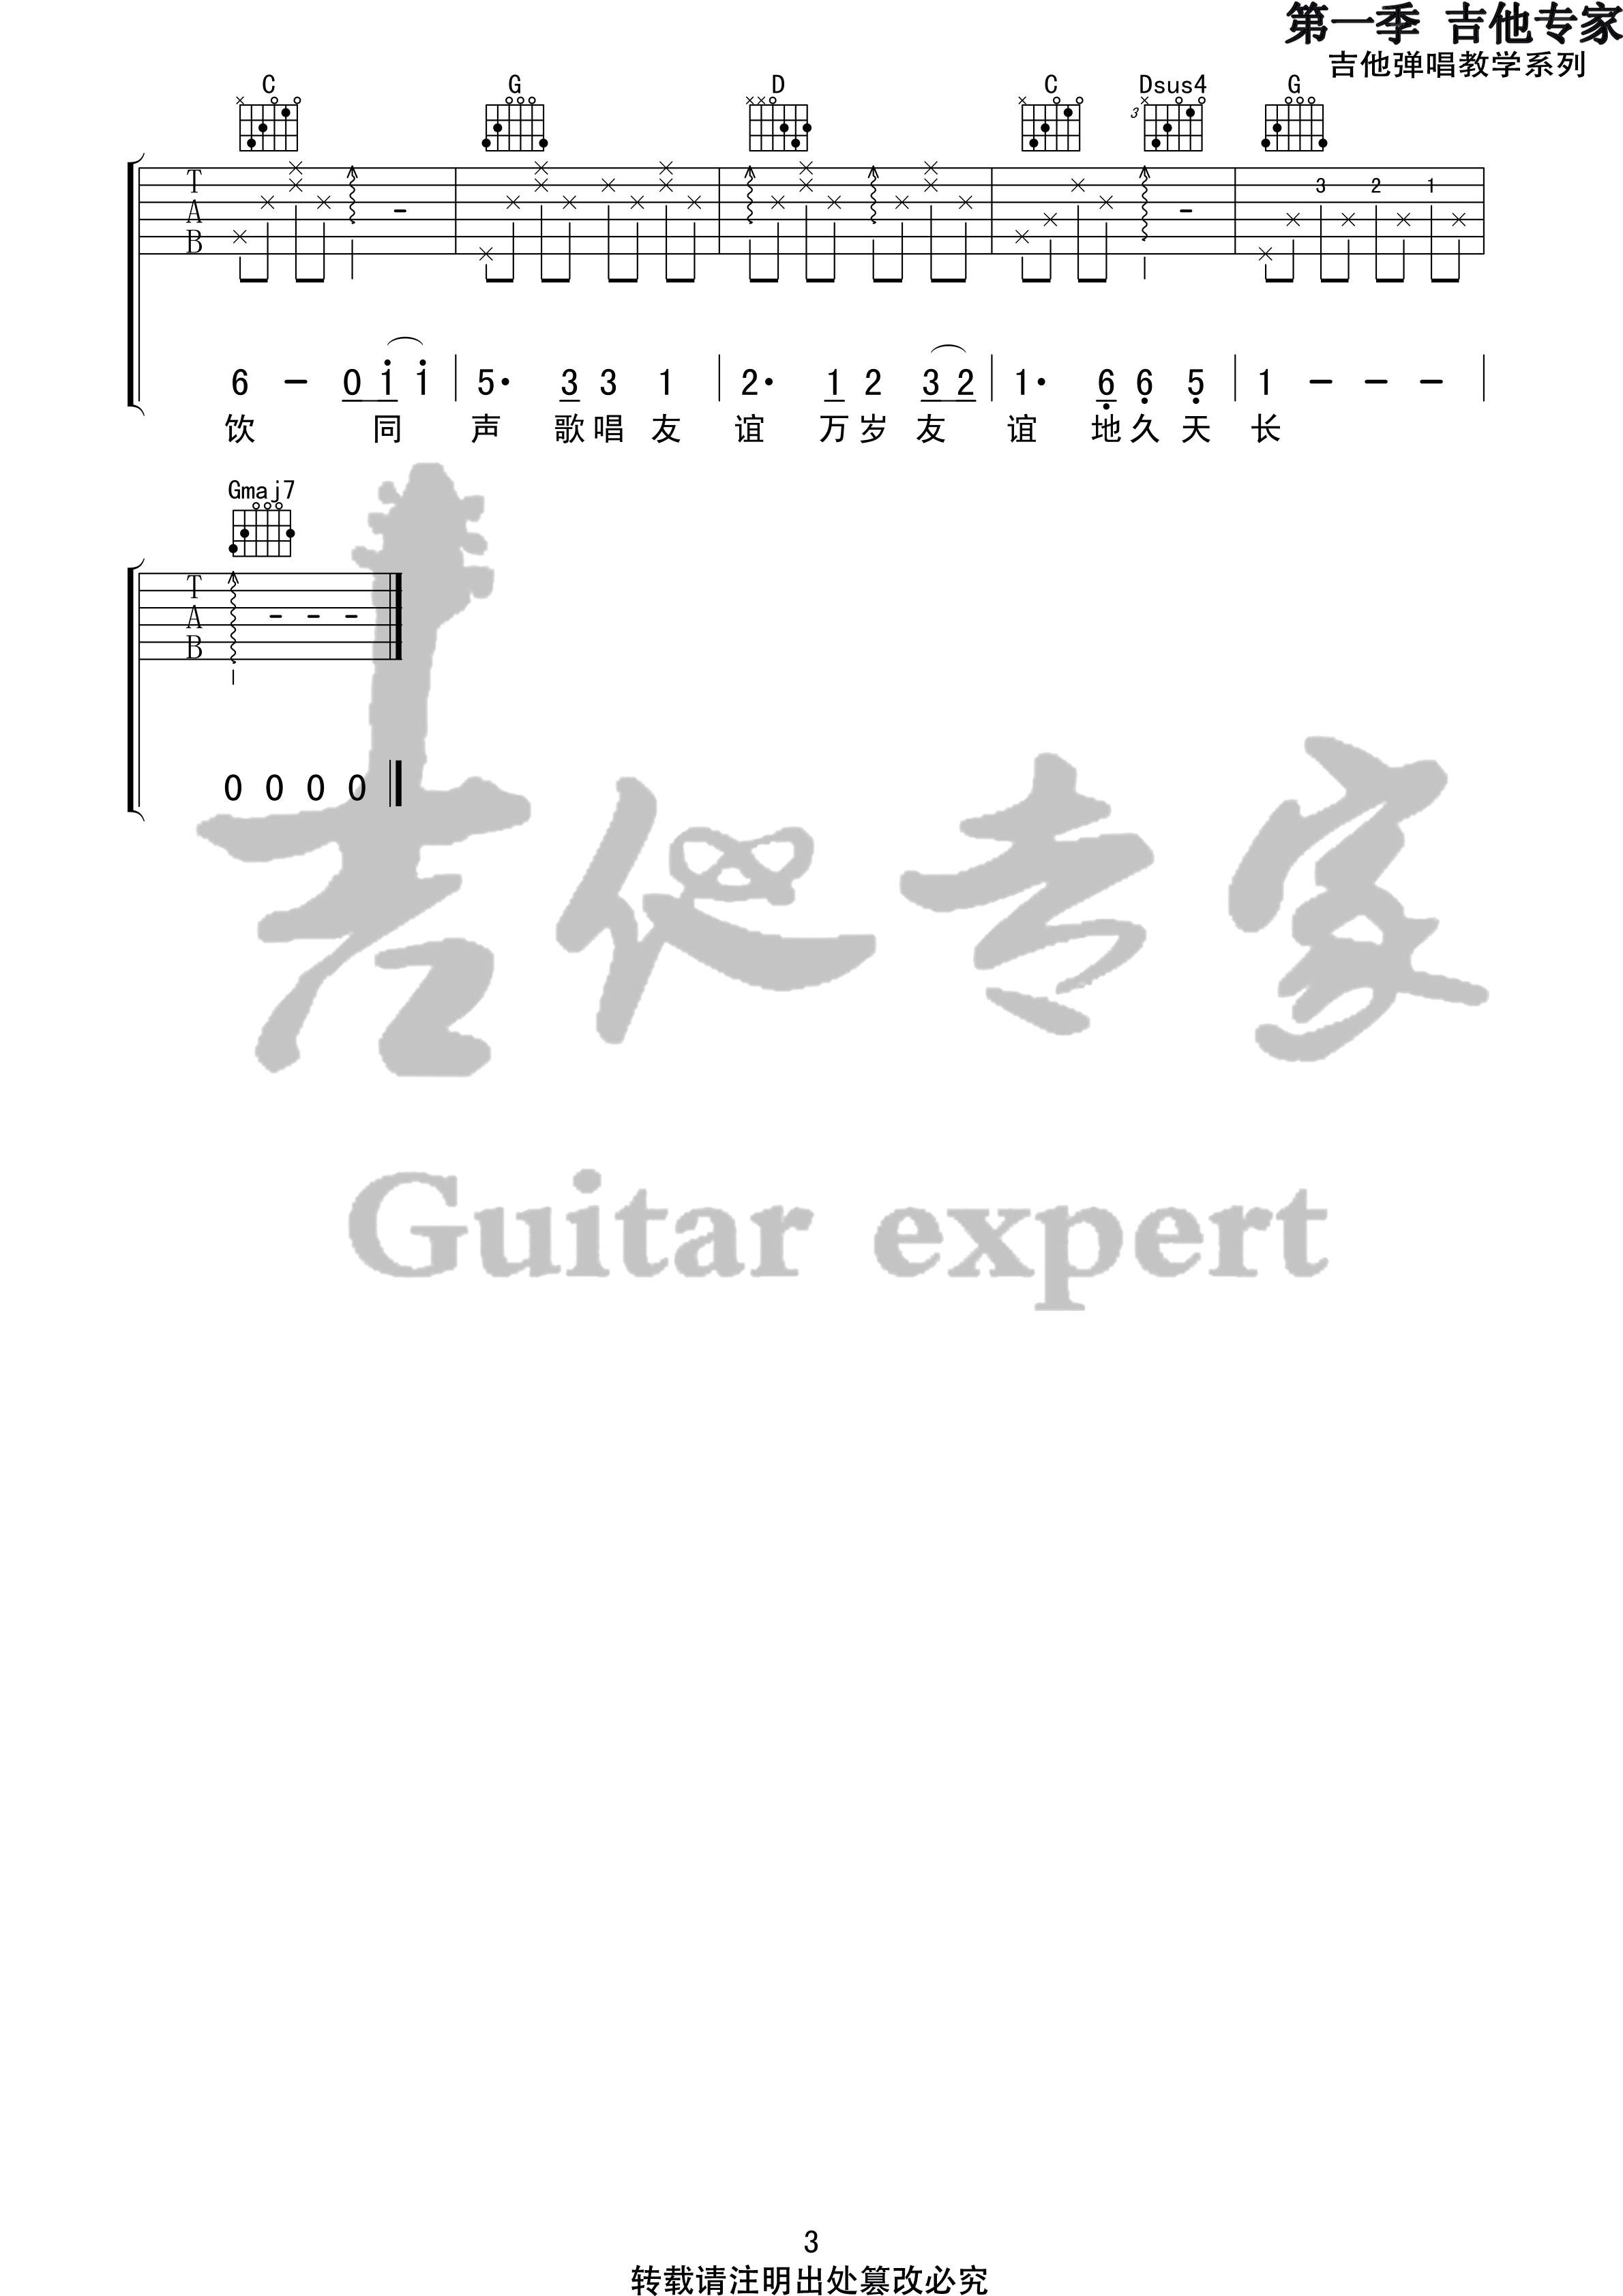 第一季 吉他专家
吉他弹唱教学系列
C G D C Dsus4 G
3
T A B
3 2 1
6 - 0 i i | 5· 3 3 1 | 2· 1 2 3 2 | 1· 6 6 5 | 1 - - -
饮 同 声 歌 唱 友 谊 万 岁 友 谊 地 久 天 长
Gmaj7
T A B
0 0 0 0
吉他专家
Guitar expert
3
转载请注明出处篡改必究